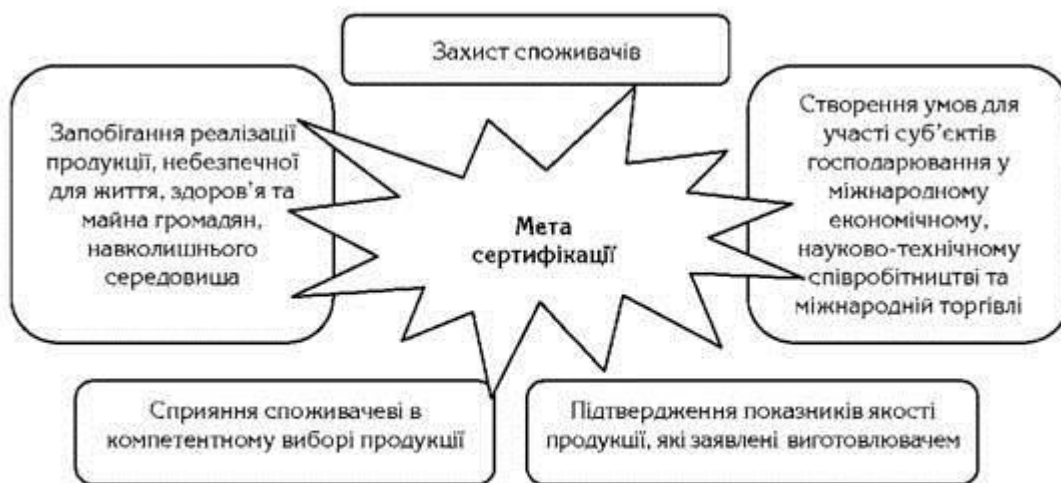 Захист споживачів
Запобігання реалізації
продукції, небезпечної
для життя, здоров’я та
майна громадян,
навколишнього
середовища
Мета
сертифікації
Створення умов для
участі суб’єктів
господарювання у
міжнародному
економічному,
науково-технічному
співробітництві та
міжнародній торгівлі
Сприяння споживачеві в
компетентному виборі продукції
Підтвердження показників якості
продукції, які заявлені виготовлювачем